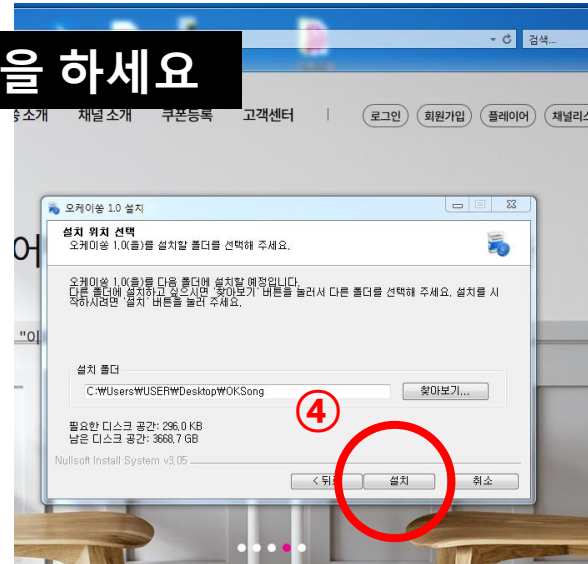 검색...
을 하세요
소개 채널 소개 쿠폰등록 고객센터 | 로그인 회원가입 플레이어 채널리스
어
"이
오케이쏭 1.0 설치
설치 위치 선택
오케이쏭 1.0(을)를 설치할 폴더를 선택해 주세요.
오케이쏭 1.0(을)를 다음 폴더에 설치할 예정입니다.
다른 폴더에 설치하고 싶으시면 '찾아보기' 버튼을 눌러서 다른 폴더를 선택해 주세요. 설치를 시
작하시려면 '설치' 버튼을 눌러 주세요.
설치 폴더
C:₩Users₩USER₩Desktop₩OKSong
찾아보기...
④
필요한 디스크 공간: 296.0 KB
남은 디스크 공간: 3668.7 GB
Nullsoft Install System v3.05
< 뒤로 설치 취소